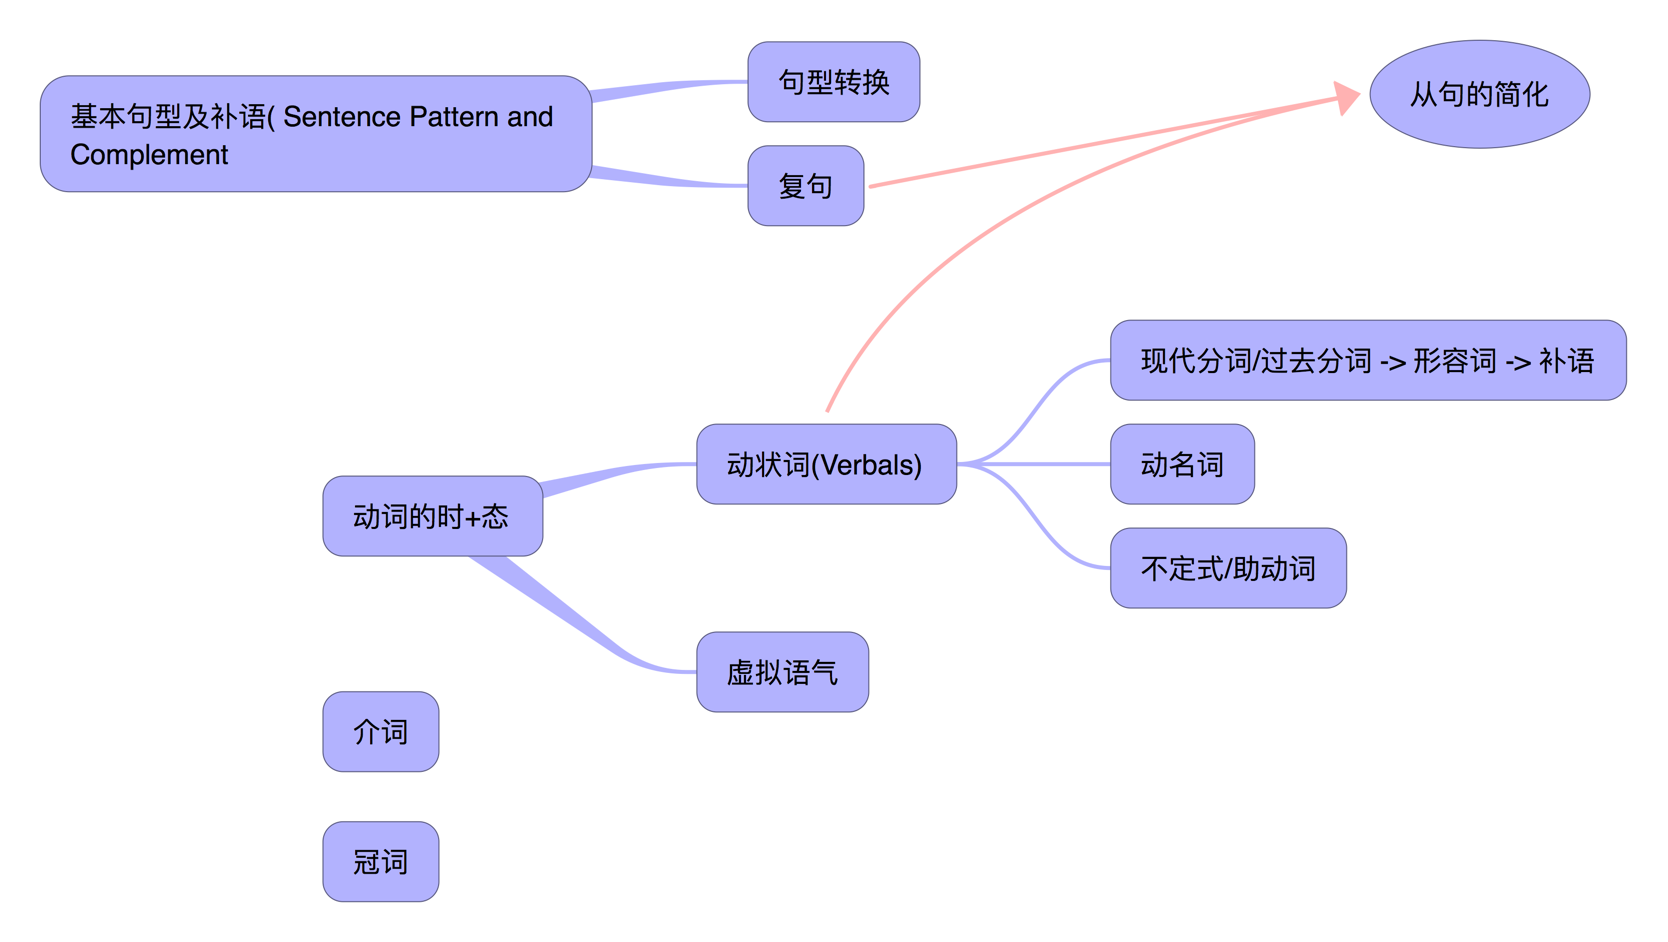 基本句型及补语( Sentence Pattern and
Complement
句型转换
复句
从句的简化
现代分词/过去分词 -> 形容词 -> 补语
动状词(Verbals)
动名词
动词的时+态
不定式/助动词
虚拟语气
介词
冠词